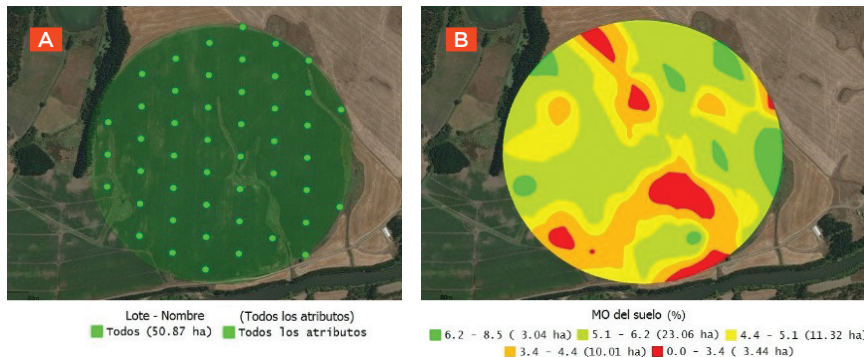 A
B
Lote - Nombre (Todos los atributos)
Todos (50.87 ha) Todos los atributos
MO del suelo (%)
6.2 - 8.5 ( 3.04 ha) 5.1 - 6.2 (23.06 ha) 4.4 - 5.1 (11.32 ha)
3.4 - 4.4 (10.01 ha) 0.0 - 3.4 ( 3.44 ha)